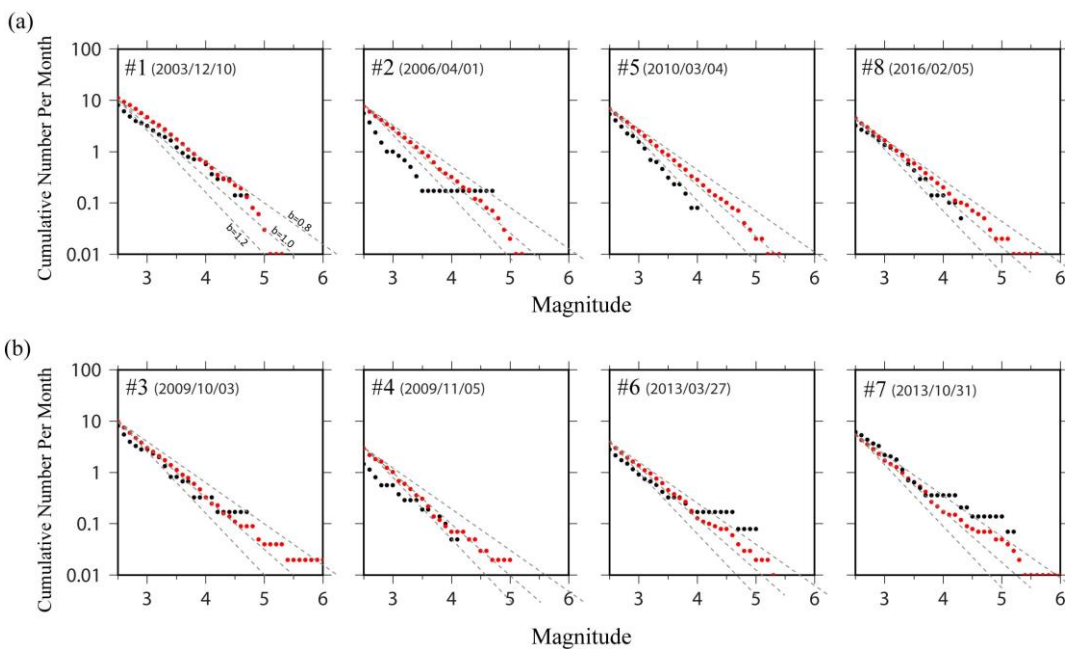 (a)
Cumulative Number Per Month
100
10
1
0.1
0.01
#1 (2003/12/10)
b=1.2
b=1.0
b=0.8
3 4 5 6
#2 (2006/04/01)
3 4 5 6
#5 (2010/03/04)
3 4 5 6
#8 (2016/02/05)
3 4 5 6
Magnitude
(b)
Cumulative Number Per Month
100
10
1
0.1
0.01
#3 (2009/10/03)
3 4 5 6
#4 (2009/11/05)
3 4 5 6
#6 (2013/03/27)
3 4 5 6
#7 (2013/10/31)
3 4 5 6
Magnitude